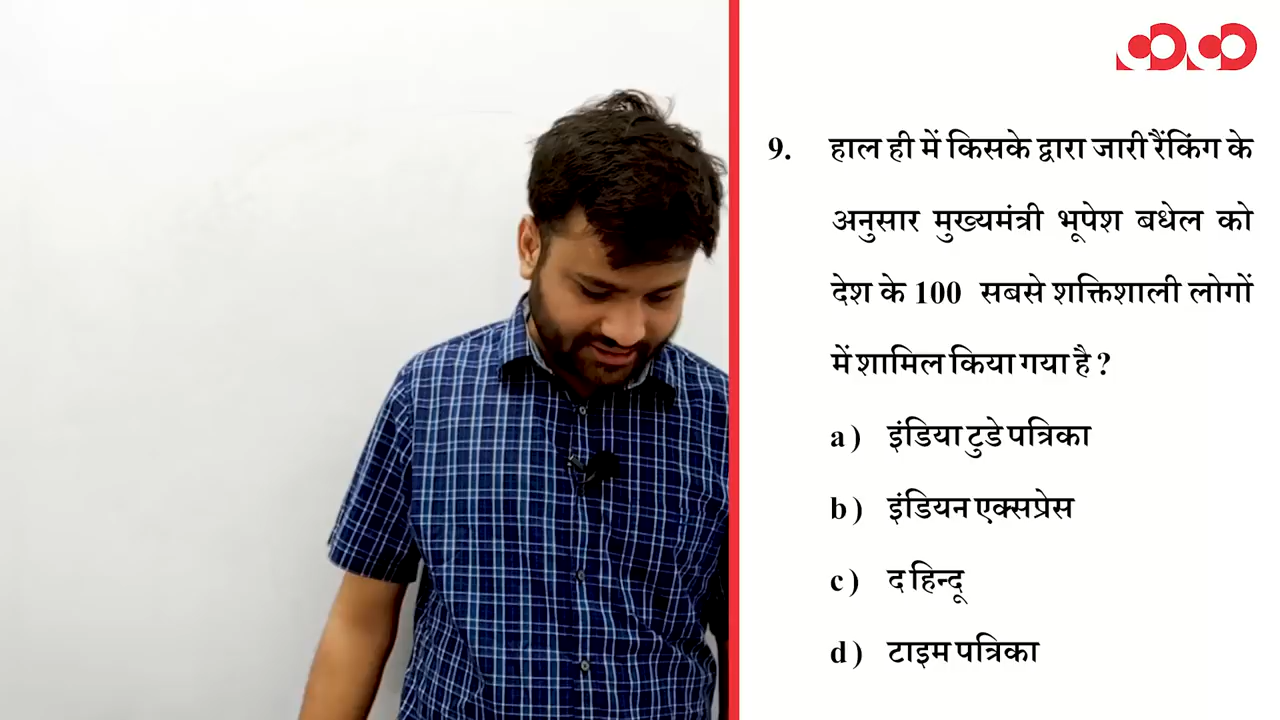 9. हाल ही में किसके द्वारा जारी रैंकिंग के
अनुसार मुख्यमंत्री भूपेश बधेल को
देश के 100 सबसे शक्तिशाली लोगों
में शामिल किया गया है ?
a) इंडिया टुडे पत्रिका
b) इंडियन एक्सप्रेस
c) द हिन्दू
d) टाइम पत्रिका